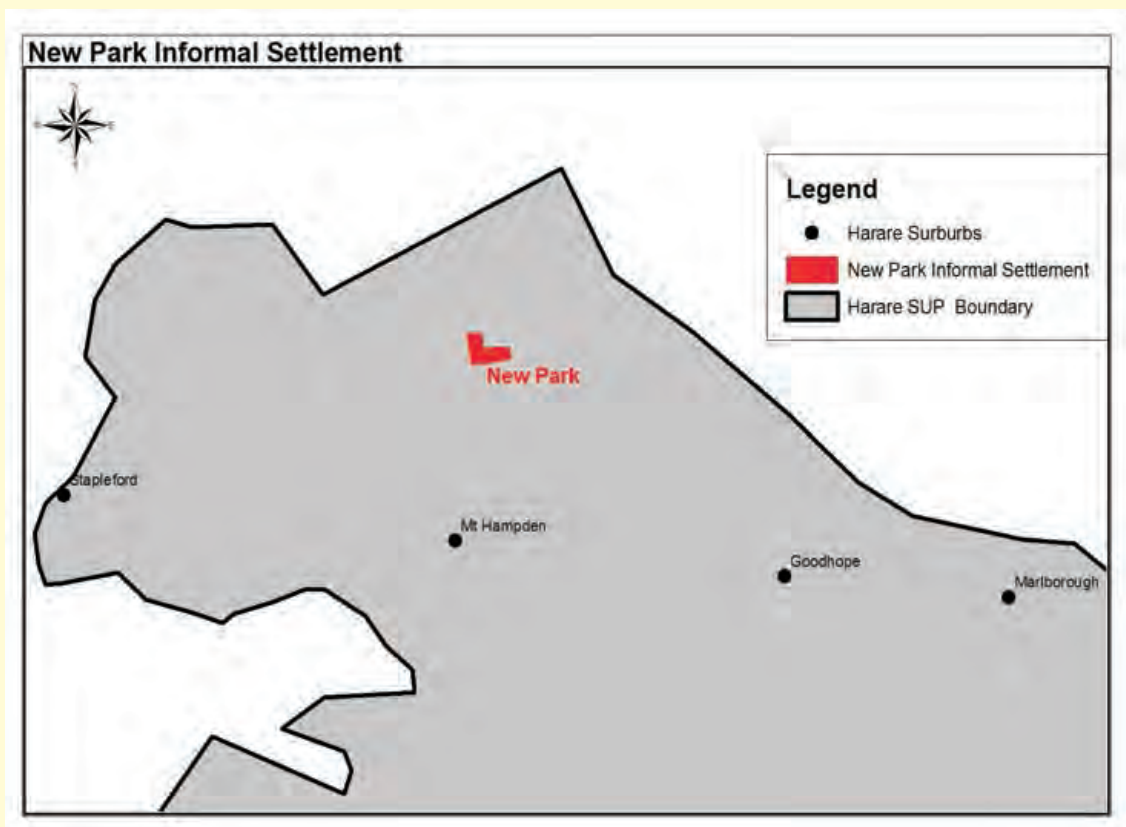 New Park Informal Settlement
Legend
Harare Surburbs
New Park Informal Settlement
Harare SUP Boundary
New Park
Stapleford
Mt Hampden
Goodhope
Marlborough